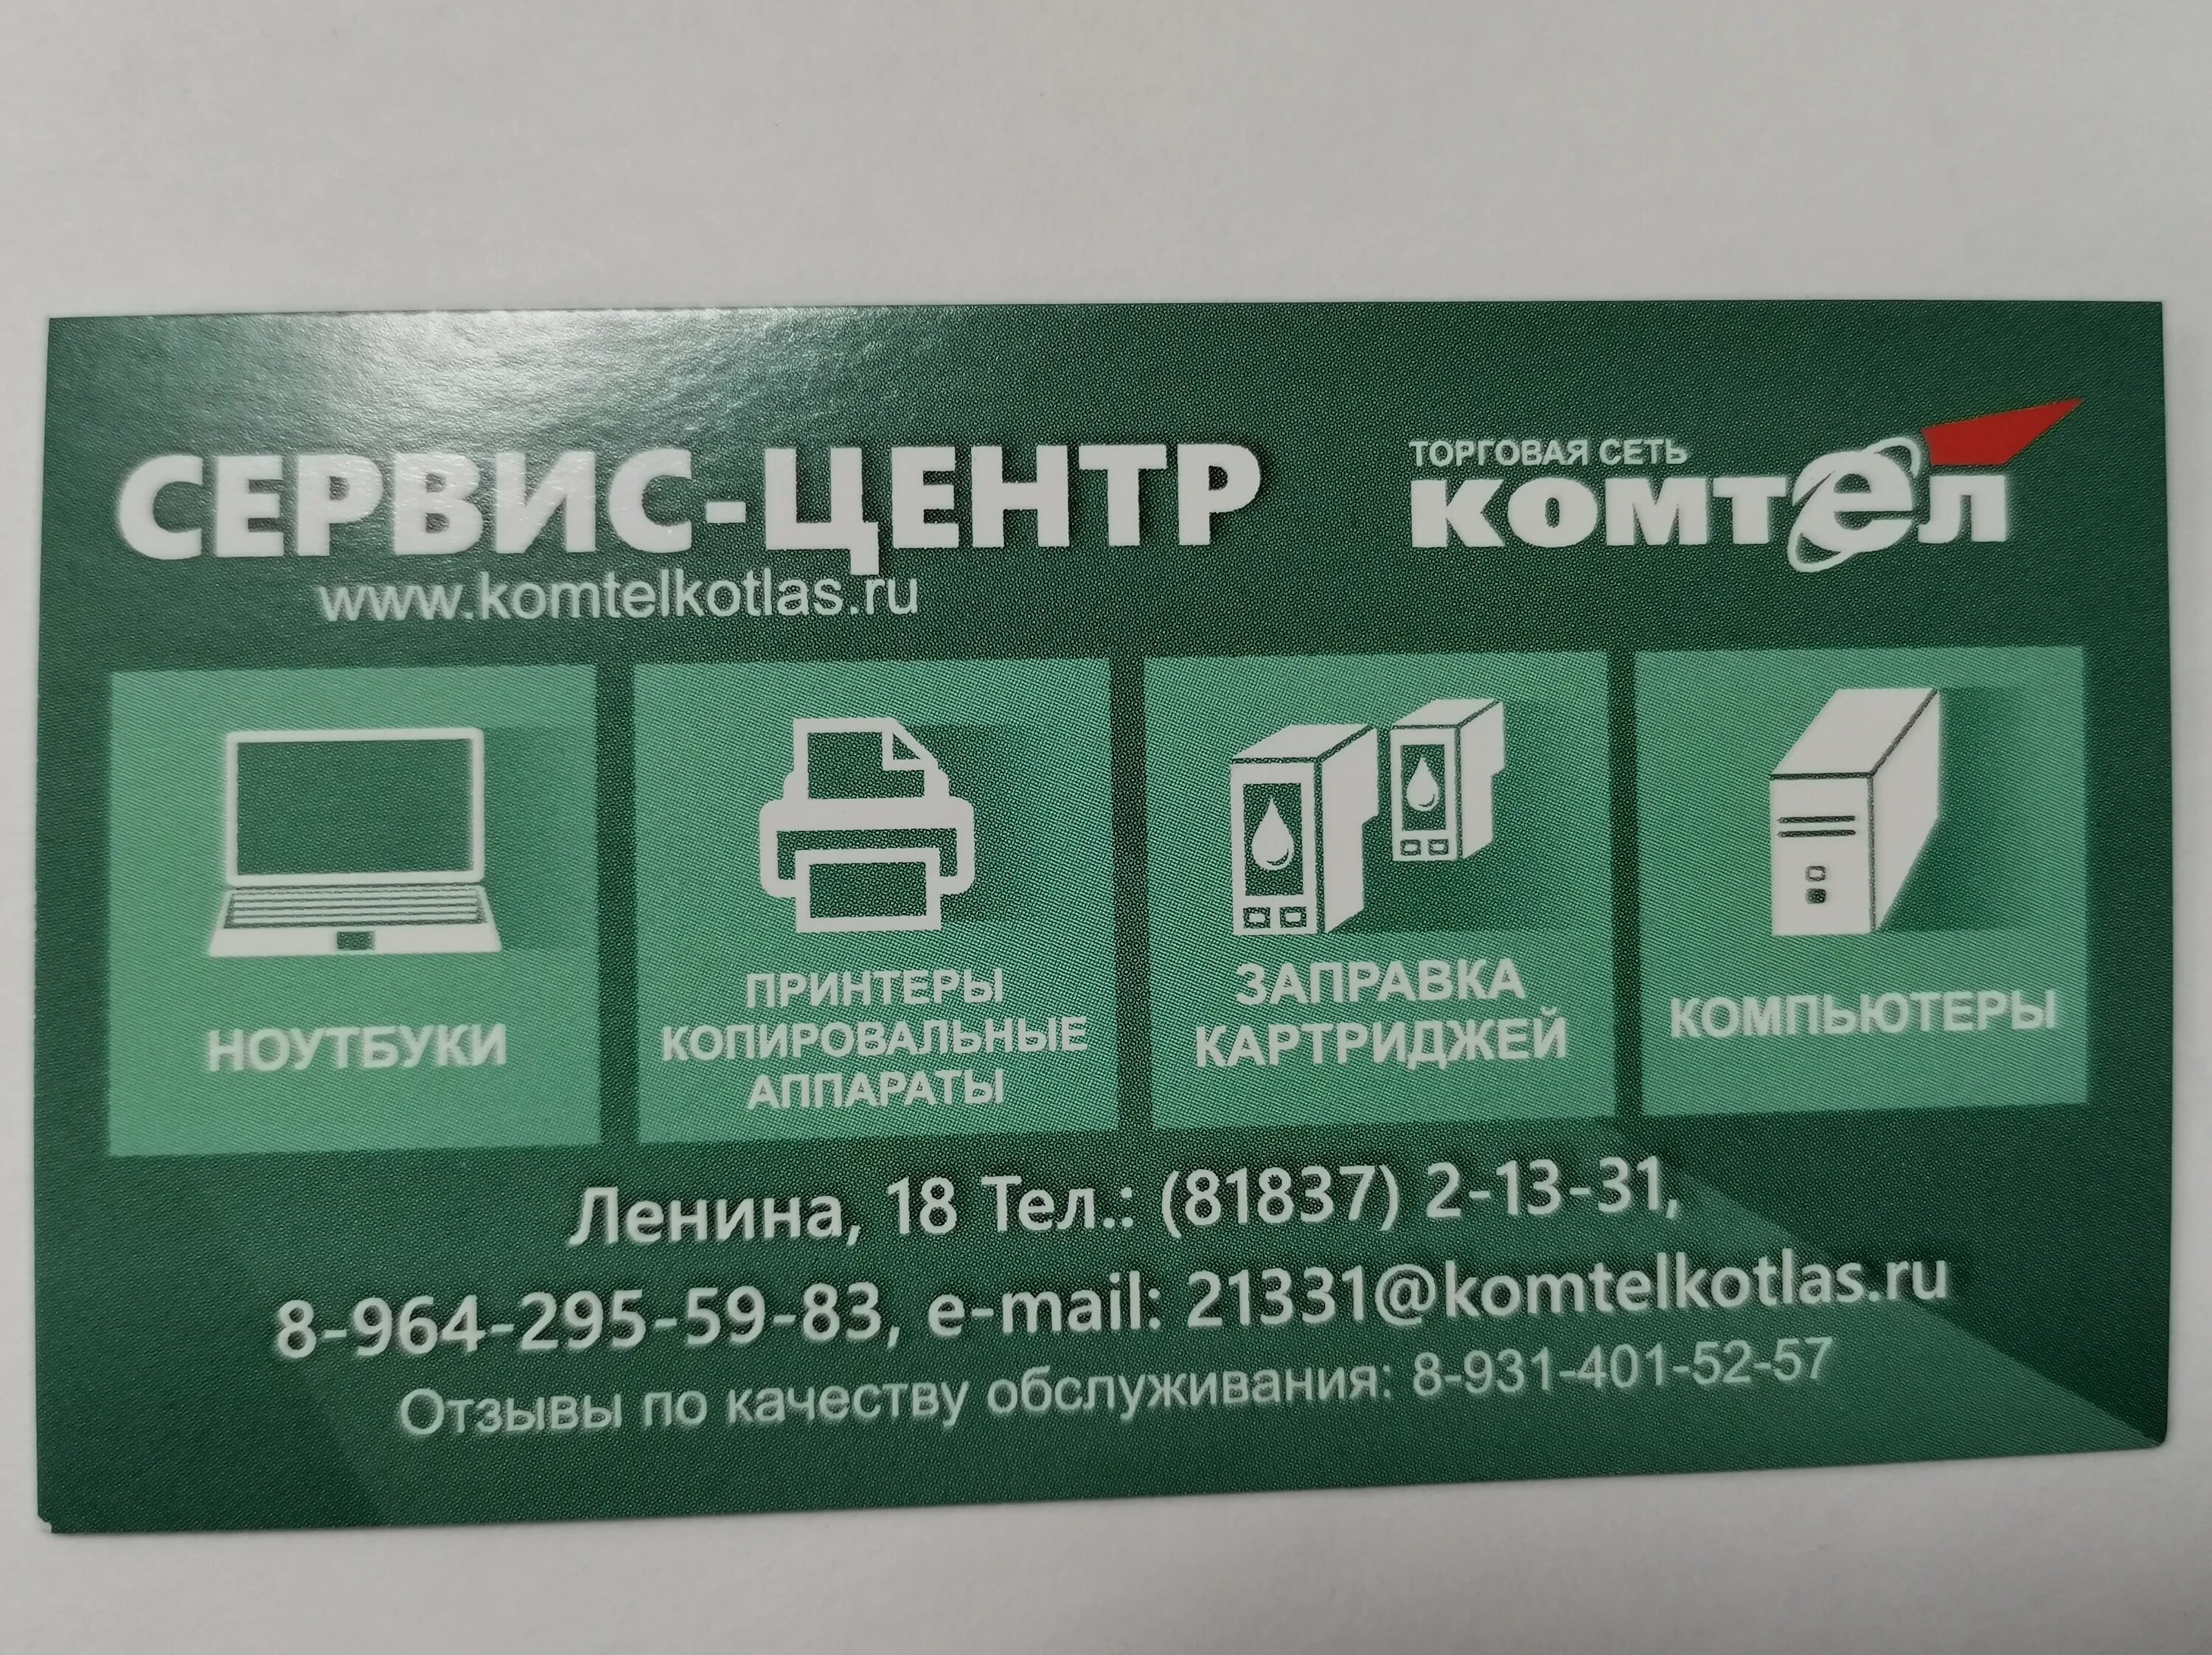 СЕРВИС-ЦЕНТР
www.komtelkotlas.ru
ТОРГОВАЯ СЕТЬ
КОМТЕЛ
НОУТБУКИ
ПРИНТЕРЫ
КОПИРОВАЛЬНЫЕ
АППАРАТЫ
ЗАПРАВКА
КАРТРИДЖЕЙ
КОМПЬЮТЕРЫ
Ленина, 18 Тел.: (81837) 2-13-31,
8-964-295-59-83, e-mail: 21331@komtelkotlas.ru
Отзывы по качеству обслуживания: 8-931-401-52-57